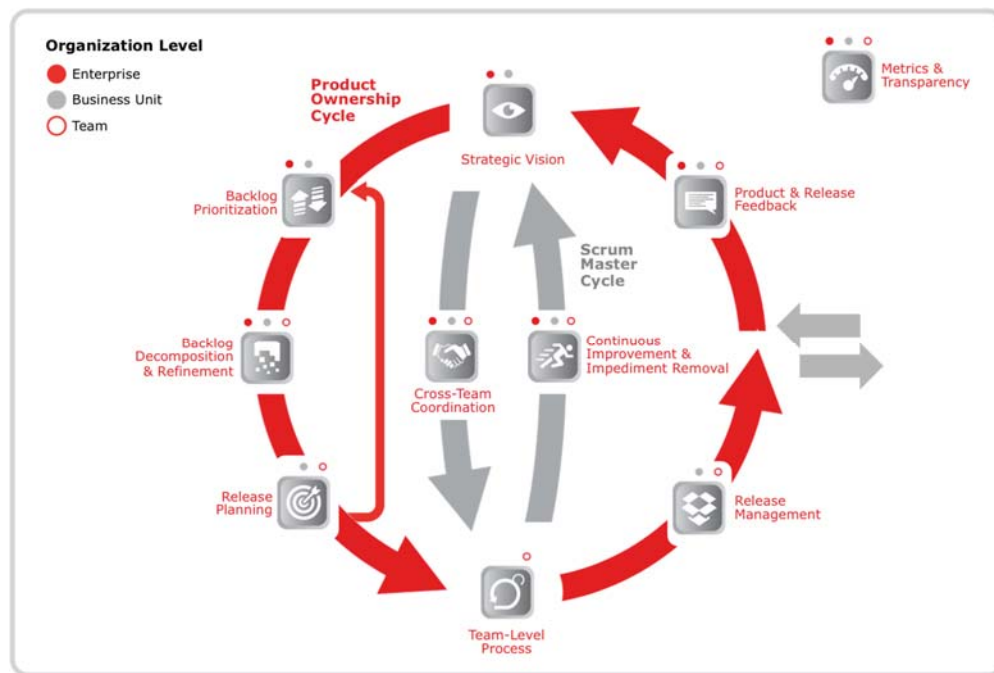 Organization Level
Enterprise
Business Unit
Team
Product
Ownership
Cycle
Strategic Vision
Metrics &
Transparency
Backlog
Prioritization
Product & Release
Feedback
Scrum
Master
Cycle
Backlog
Decomposition
& Refinement
Cross-Team
Coordination
Continuous
Improvement &
Impediment Removal
Release
Planning
Release
Management
Team-Level
Process